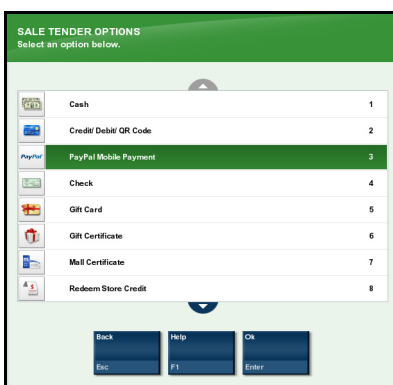 SALE TENDER OPTIONS
Select an option below.
Cash 1
Credit/ Debit/ QR Code 2
PayPal PayPal Mobile Payment 3
Check 4
Gift Card 5
Gift Certificate 6
Mall Certificate 7
Redeem Store Credit 8
Back Help Ok
Esc F1 Enter